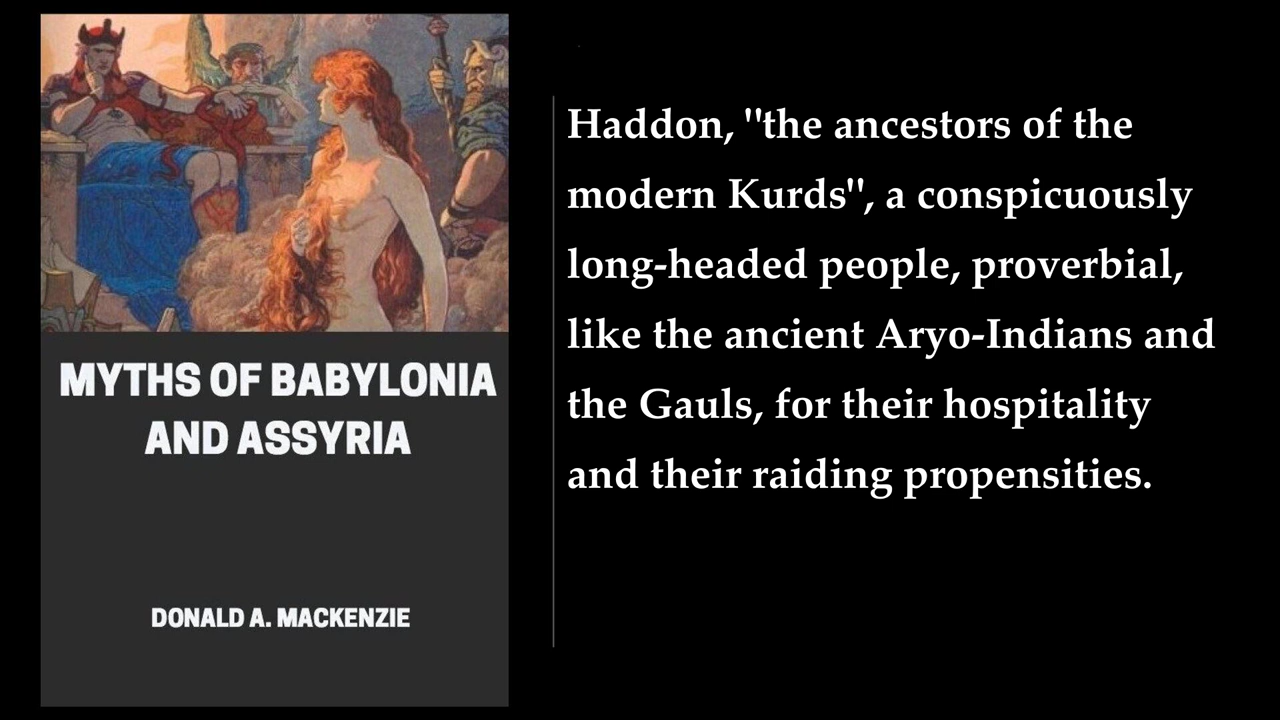 MYTHS OF BABYLONIA
AND ASSYRIA
DONALD A. MACKENZIE
Haddon, "the ancestors of the
modern Kurds", a conspicuously
long-headed people, proverbial,
like the ancient Aryo-Indians and
the Gauls, for their hospitality
and their raiding propensities.